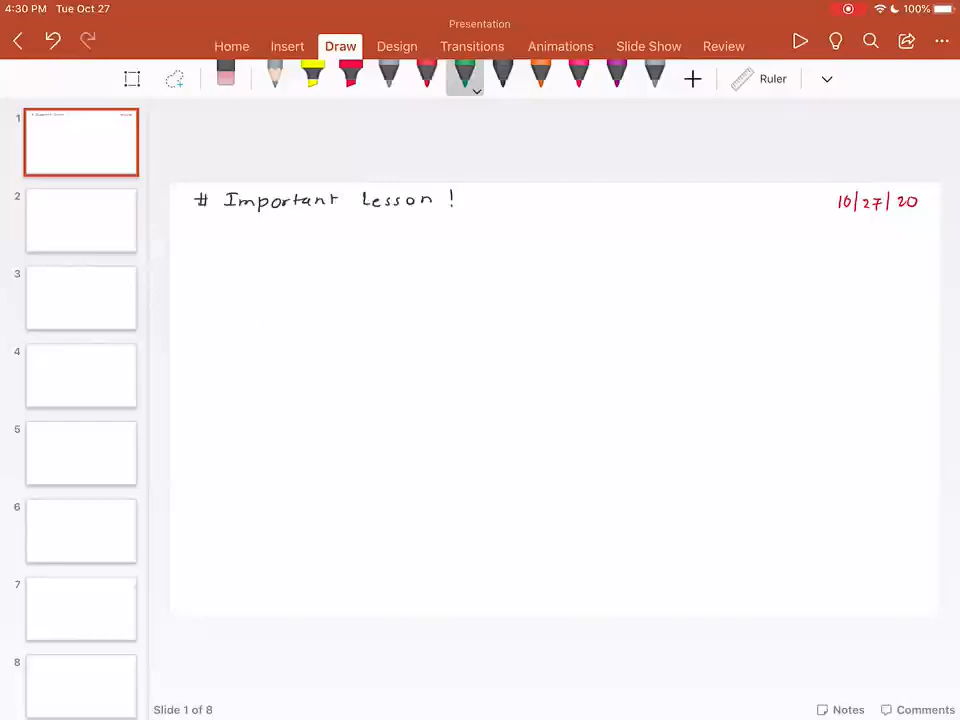 4:30 PM Tue Oct 27 100%
Presentation
Home Insert Draw Design Transitions Animations Slide Show Review
Ruler
1
# Important Lesson ! 10/27/20
2
3
4
5
6
7
8
Slide 1 of 8 Notes Comments